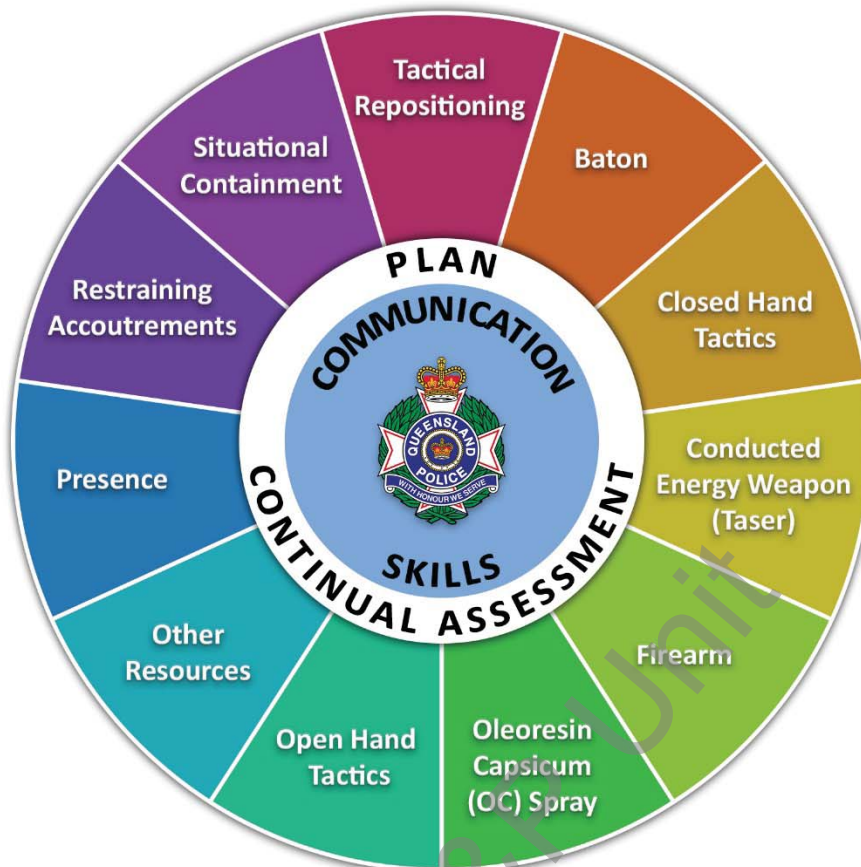 Tactical
Repositioning
Baton
Closed Hand
Tactics
Conducted
Energy Weapon
(Taser)
Firearm
Oleoresin
Capsicum
(OC) Spray
Open Hand
Tactics
Other
Resources
Presence
Restraining
Accoutrements
Situational
Containment
PLAN
CONTINUAL ASSESSMENT
COMMUNICATION
SKILLS
QUEENSLAND
POLICE
WITH HONOUR WE SERVE
Unit